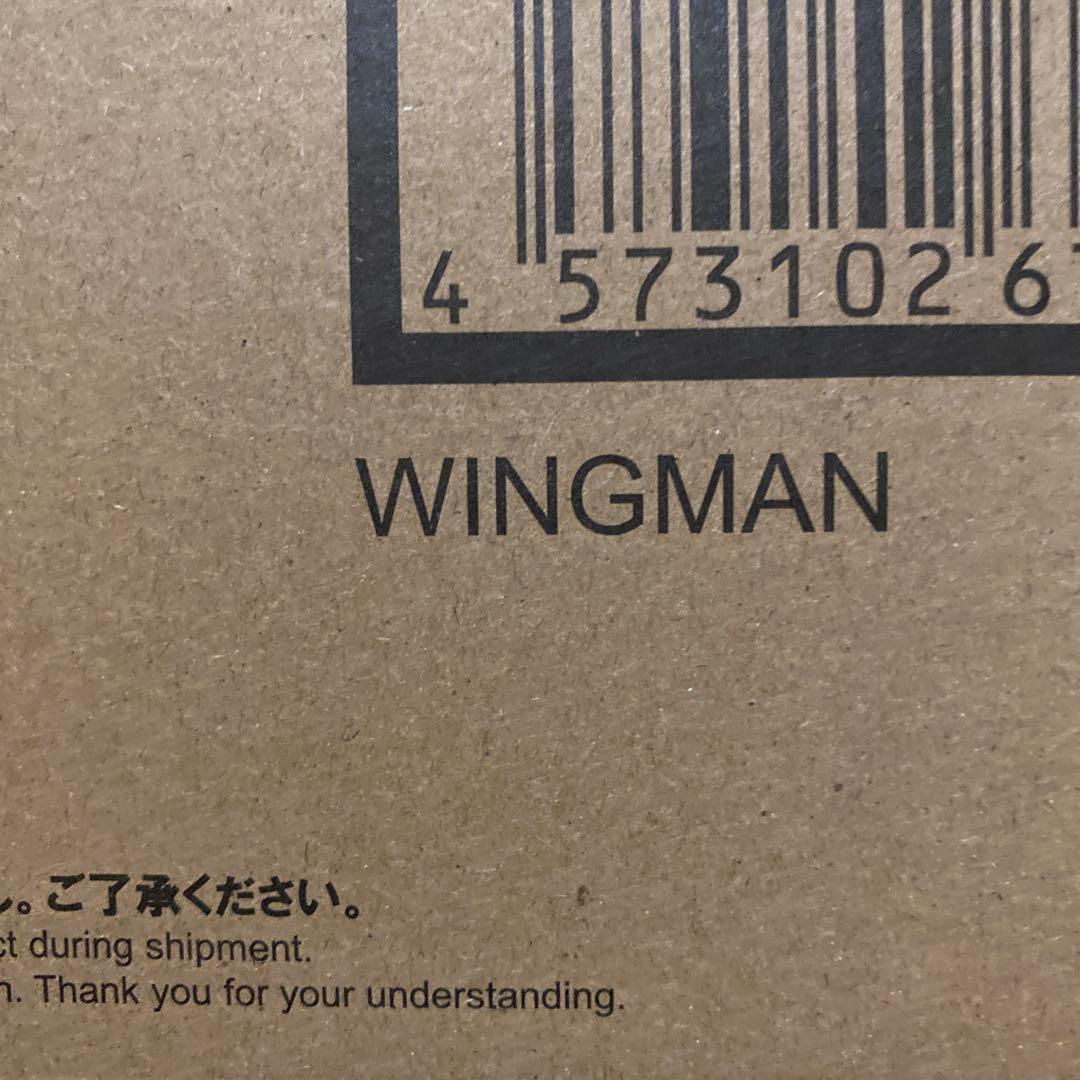 4 573102 6
WINGMAN
ん。ご了承ください。
ct during shipment.
n. Thank you for your understanding.